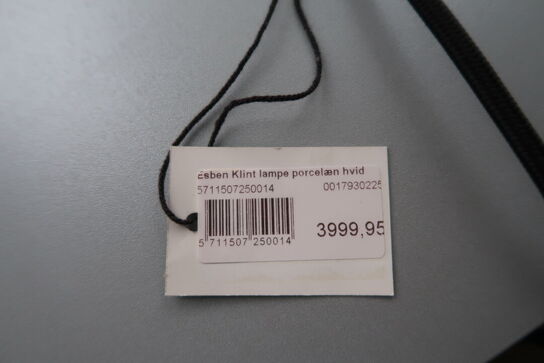 Esben Klint lampe porcelæn hvid
5711507250014 0017930225
3999,95
5 711507 250014